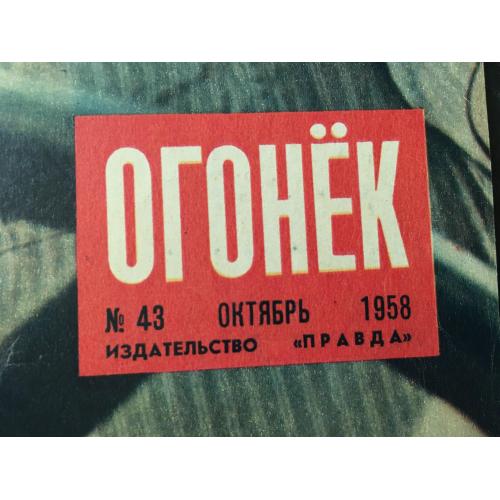 ОГОНЁК
№ 43 ОКТЯБРЬ 1958
ИЗДАТЕЛЬСТВО «ПРАВДА»